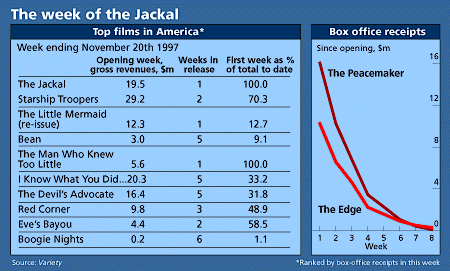 The week of the Jackal
Top films in America*
Week ending November 20th 1997
Opening week, gross revenues, $m
Weeks in release
First week as % of total to date
The Jackal 19.5 1 100.0
Starship Troopers 29.2 2 70.3
The Little Mermaid
(re-issue) 12.3 1 12.7
Bean 3.0 5 9.1
The Man Who Knew
Too Little 5.6 1 100.0
I Know What You Did...20.3 5 33.2
The Devil's Advocate 16.4 5 31.8
Red Corner 9.8 3 48.9
Eve's Bayou 4.4 2 58.5
Boogie Nights 0.2 6 1.1
Source: Variety
Box office receipts
Since opening, $m
16
The Peacemaker
12
8
4
The Edge
0
1 2 3 4 5 6 7 8
Week
*Ranked by box-office receipts in this week